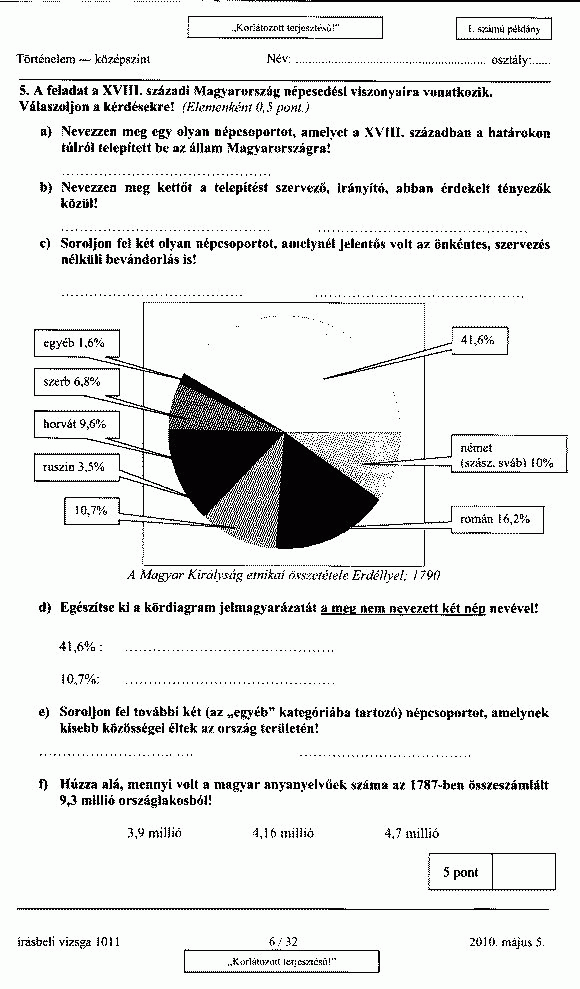 „Korlátozott terjesztésű!”
I. számú példány
Történelem — középszint Név: ........................................................... osztály:......
5. A feladat a XVIII. századi Magyarország népesedési viszonyaira vonatkozik.
Válaszoljon a kérdésekre! (Elemenként 0,5 pont.)
a) Nevezzen meg egy olyan népcsoportot, amelyet a XVIII. században a határokon
túlról telepített be az állam Magyarországra!
b) Nevezzen meg kettőt a telepítést szervező, irányító, abban érdekelt tényezők
közül!
c) Soroljon fel két olyan népcsoportot, amelynél jelentős volt az önkéntes, szervezés
nélküli bevándorlás is!
egyéb 1,6%
41,6%
szerb 6,8%
horvát 9,6%
ruszin 3,5%
10,7%
német
(szász, sváb) 10%
román 16,2%
A Magyar Királyság etnikai összetétele Erdéllyel; 1790
d) Egészítse ki a kördiagram jelmagyarázatát a meg nem nevezett két nép nevével!
41,6% : ................................................
10,7%: ................................................
e) Soroljon fel további két (az „egyéb” kategóriába tartozó) népcsoportot, amelynek
kisebb közösségei éltek az ország területén!
f) Húzza alá, mennyi volt a magyar anyanyelvűek száma az 1787-ben összeszámlált
9,3 millió országlakosból!
3,9 millió 4,16 millió 4,7 millió
5 pont
írásbeli vizsga 1011 6 / 32 2010. május 5.
„Korlátozott terjesztésű!”